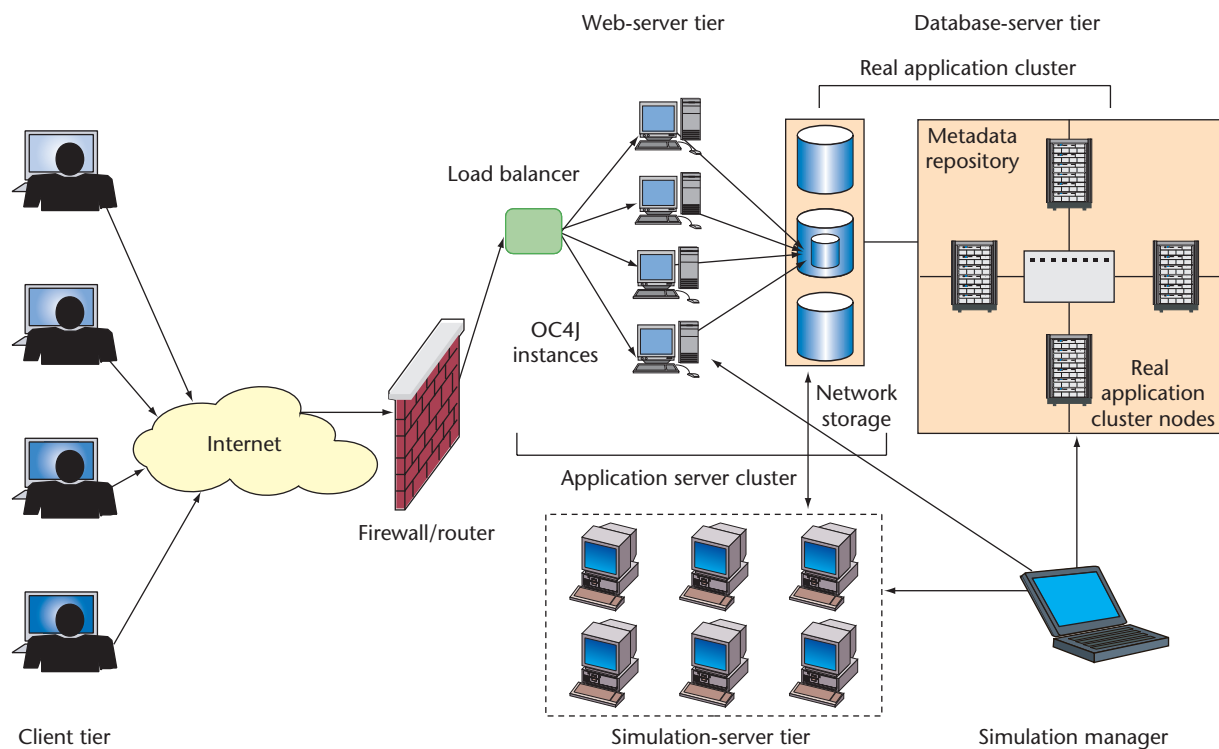 Web-server tier
Database-server tier
Real application cluster
Metadata
repository
Load balancer
OC4J
instances
Real
application
cluster nodes
Network
storage
Internet
Application server cluster
Firewall/router
Client tier
Simulation-server tier
Simulation manager